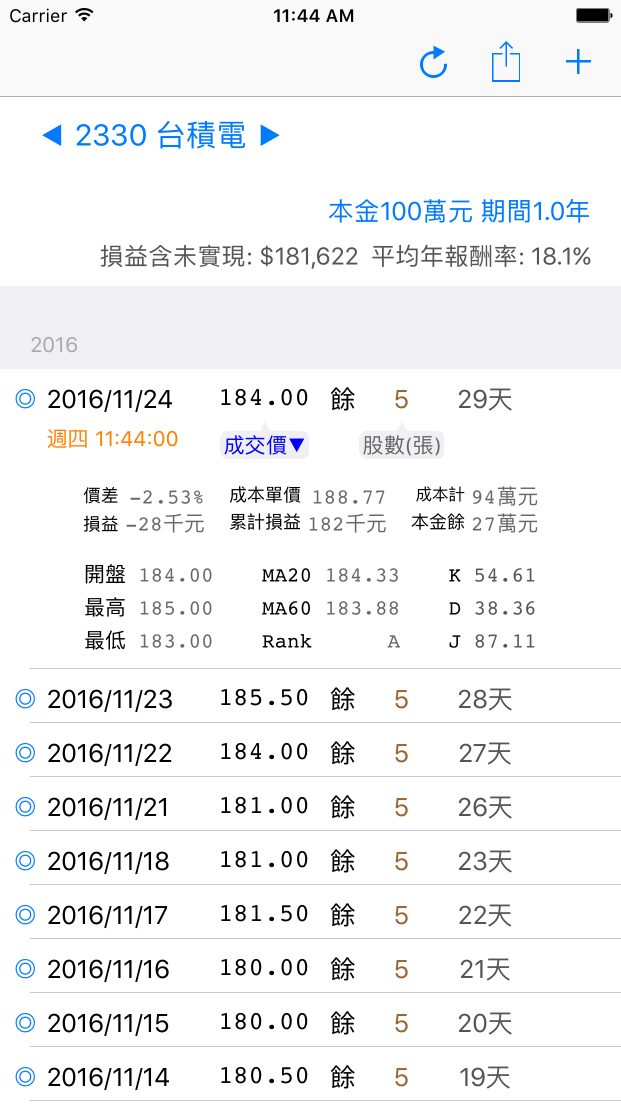 Carrier 11:44 AM
◀ 2330 台積電 ▶
本金100萬元 期間1.0年
損益含未實現: $181,622 平均年報酬率: 18.1%
2016
◎ 2016/11/24 184.00 餘 5 29天
週四 11:44:00 成交價▼ 股數(張)
價差 -2.53% 成本單價 188.77 成本計 94萬元
損益 -28千元 累計損益 182千元 本金餘 27萬元
開盤 184.00 MA20 184.33 K 54.61
最高 185.00 MA60 183.88 D 38.36
最低 183.00 Rank A J 87.11
◎ 2016/11/23 185.50 餘 5 28天
◎ 2016/11/22 184.00 餘 5 27天
◎ 2016/11/21 181.00 餘 5 26天
◎ 2016/11/18 181.00 餘 5 23天
◎ 2016/11/17 181.50 餘 5 22天
◎ 2016/11/16 180.00 餘 5 21天
◎ 2016/11/15 180.00 餘 5 20天
◎ 2016/11/14 180.50 餘 5 19天